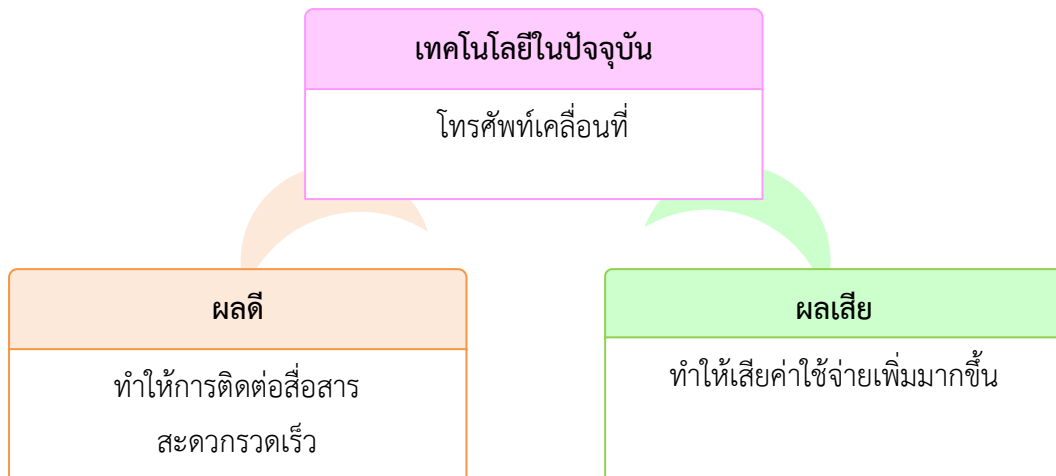 เทคโนโลยีในปัจจุบัน
โทรศัพท์เคลื่อนที่
ผลดี
ทำให้การติดต่อสื่อสาร
สะดวกรวดเร็ว
ผลเสีย
ทำให้เสียค่าใช้จ่ายเพิ่มมากขึ้น